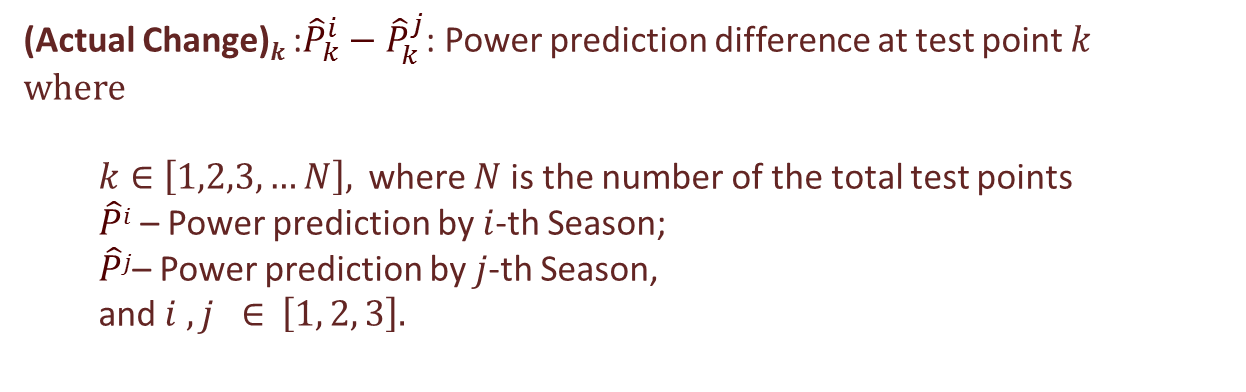 (Actual Change)ₖ :P̂ₖⁱ − P̂ₖʲ: Power prediction difference at test point k
where
k ∈ [1,2,3, … N], where N is the number of the total test points
P̂ⁱ – Power prediction by i-th Season;
P̂ʲ– Power prediction by j-th Season,
and i ,j ∈ [1, 2, 3].